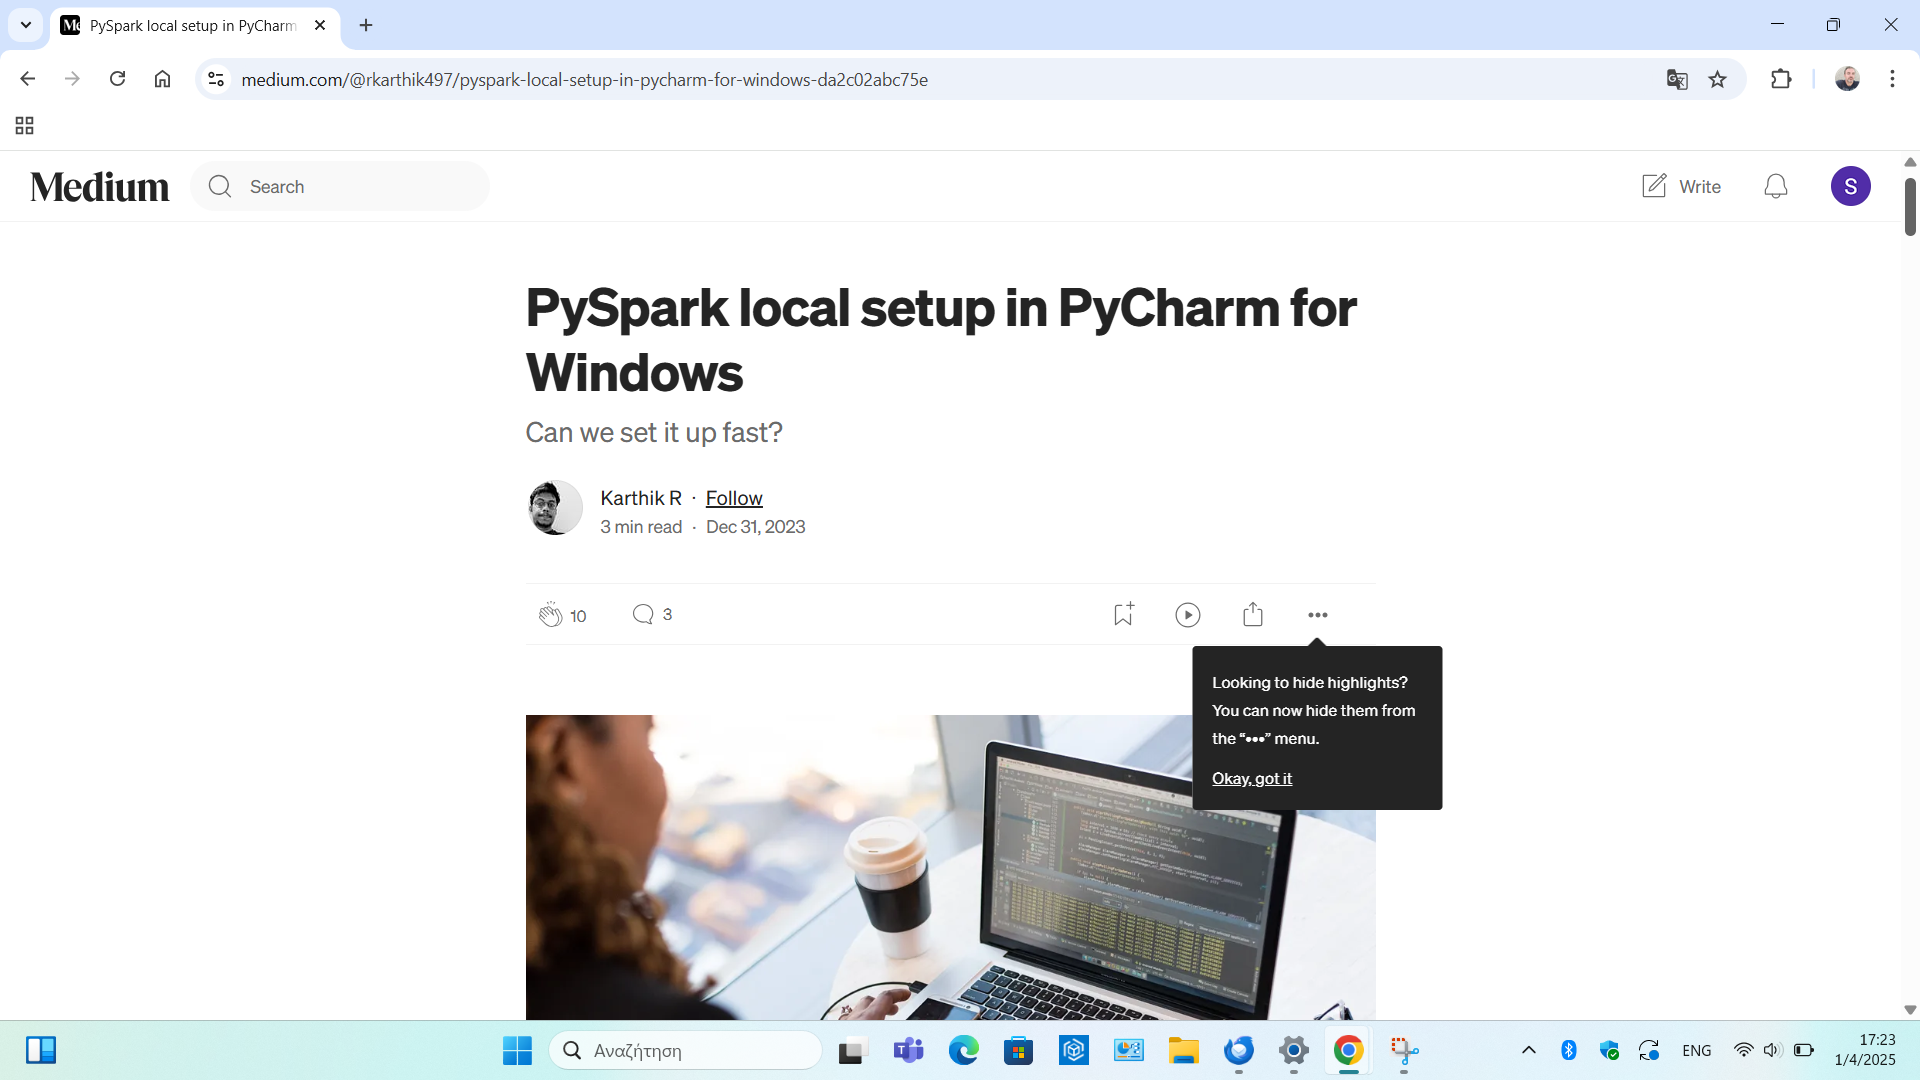 PySpark local setup in PyCharm
medium.com/@rkarthik497/pyspark-local-setup-in-pycharm-for-windows-da2c02abc75e
Medium
Search
Write
S
PySpark local setup in PyCharm for
Windows
Can we set it up fast?
Karthik R · Follow
3 min read · Dec 31, 2023
10
3
Looking to hide highlights?
You can now hide them from
the “•••” menu.
Okay, got it
Αναζήτηση
ENG
17:23
1/4/2025